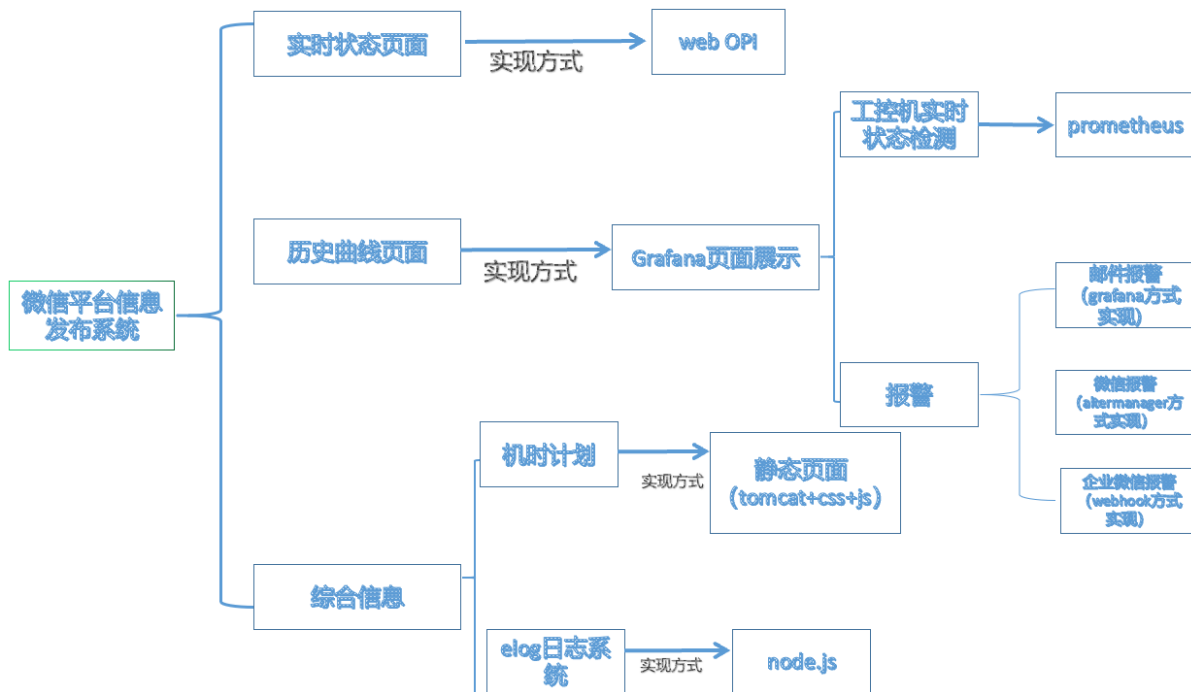 实时状态页面
实现方式
web OPI
工控机实时
状态检测
prometheus
历史曲线页面
实现方式
Grafana页面展示
微信平台信息
发布系统
邮件报警
（grafana方式
实现）
报警
微信报警
（altermanager方
式实现）
机时计划
实现方式
静态页面
（tomcat+css+js）
企业微信报警
（webhook方式
实现）
综合信息
elog日志系
统
实现方式
node.js